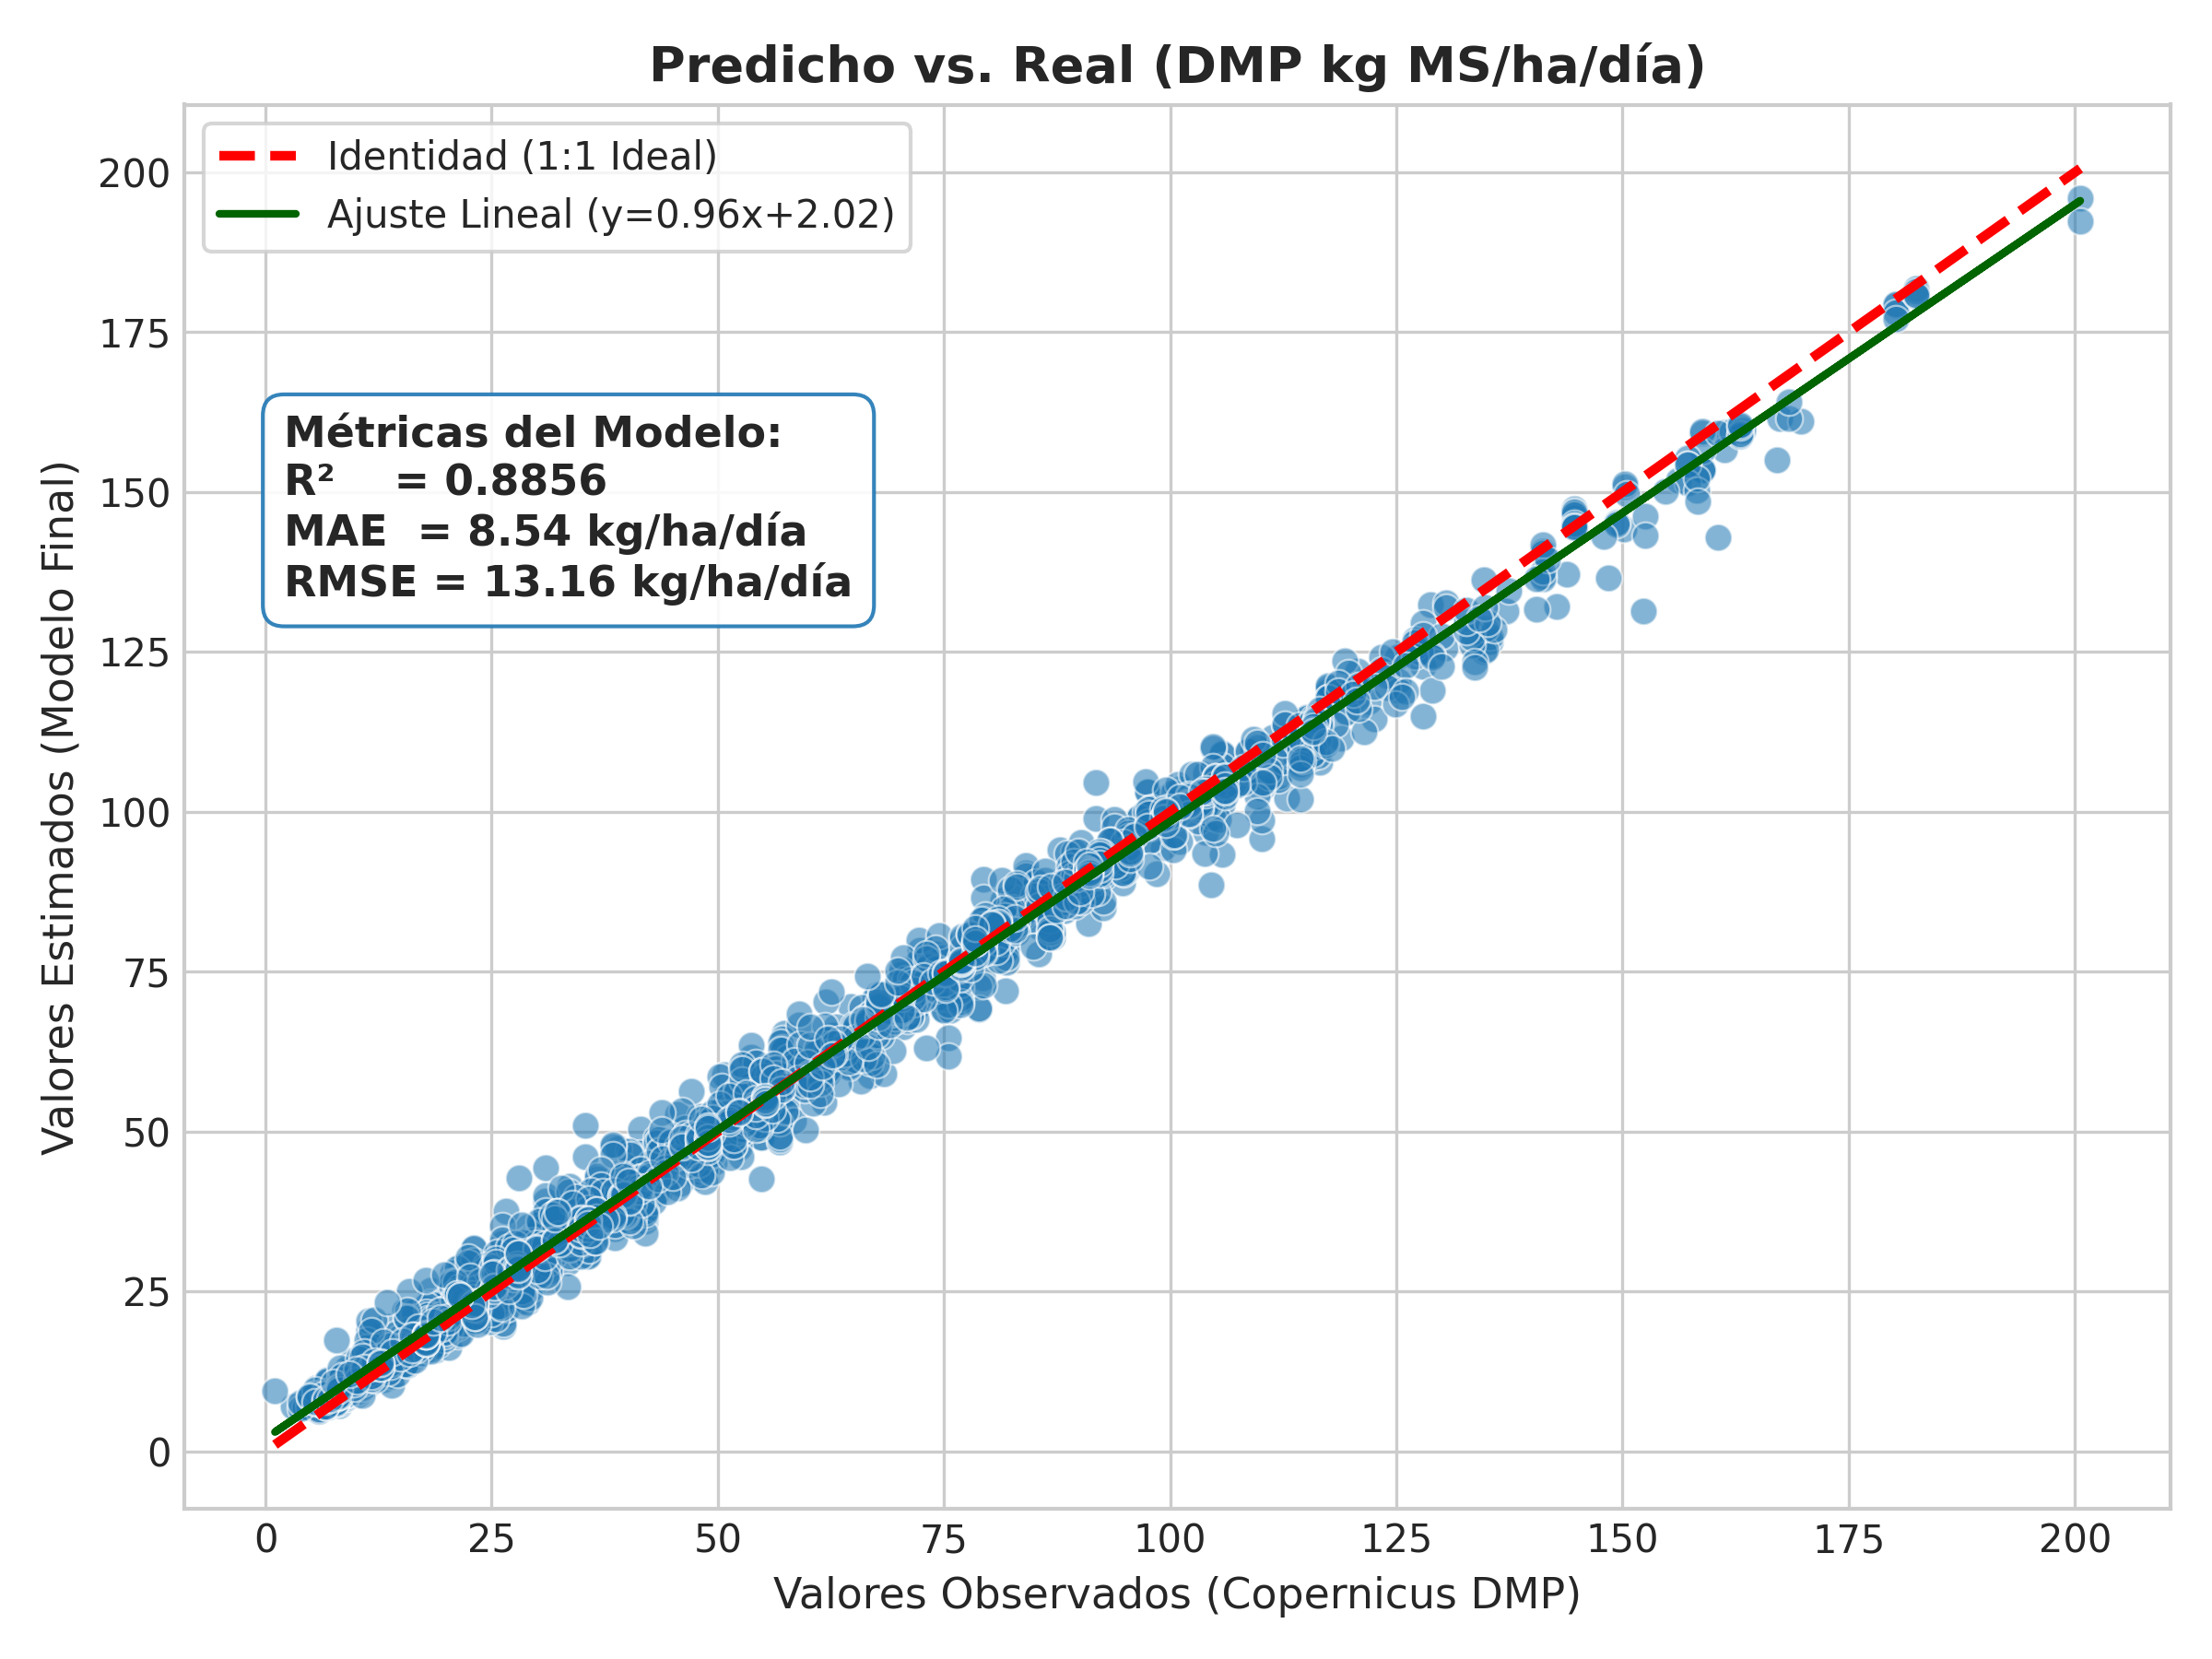 Predicho vs. Real (DMP kg MS/ha/día)
Identidad (1:1 Ideal)
Ajuste Lineal (y=0.96x+2.02)
Métricas del Modelo:
R² = 0.8856
MAE = 8.54 kg/ha/día
RMSE = 13.16 kg/ha/día
Valores Estimados (Modelo Final)
200
175
150
125
100
75
50
25
0
0 25 50 75 100 125 150 175 200
Valores Observados (Copernicus DMP)